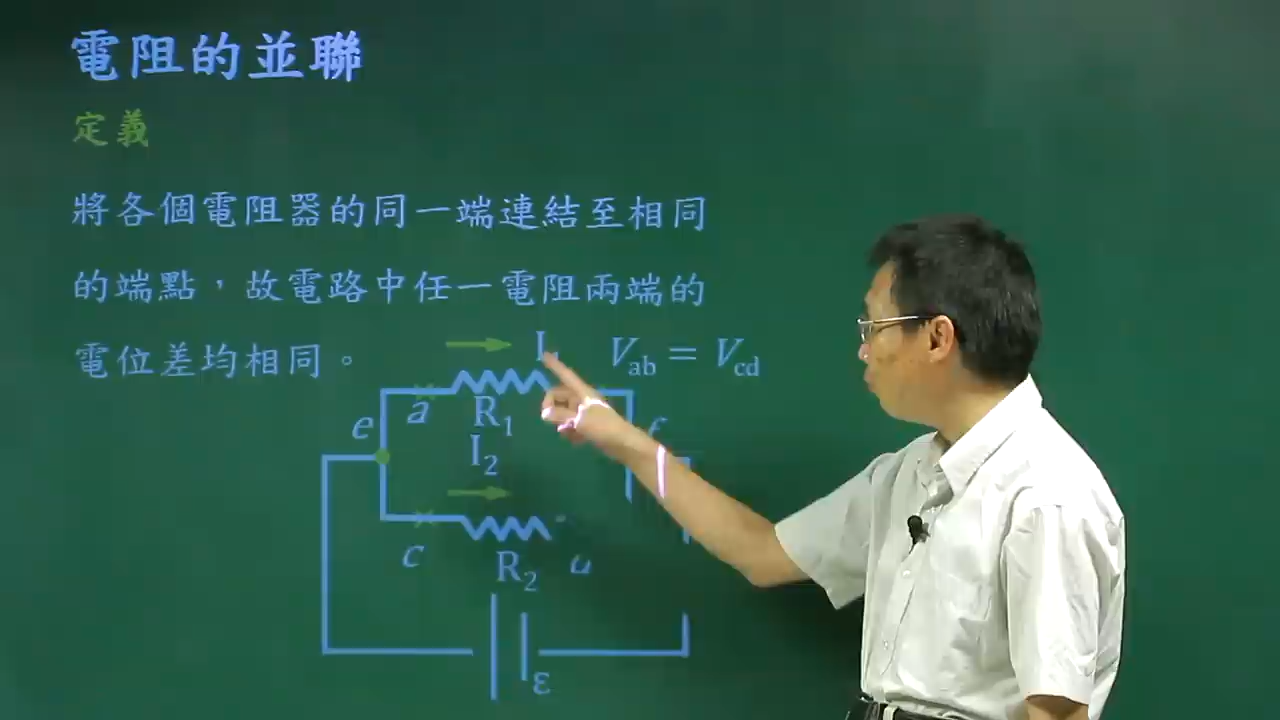 電阻的並聯
定義
將各個電阻器的同一端連結至相同
的端點，故電路中任一電阻兩端的
電位差均相同。
I
V_ab = V_cd
a
R₁
e
I₂
c
R₂
ε